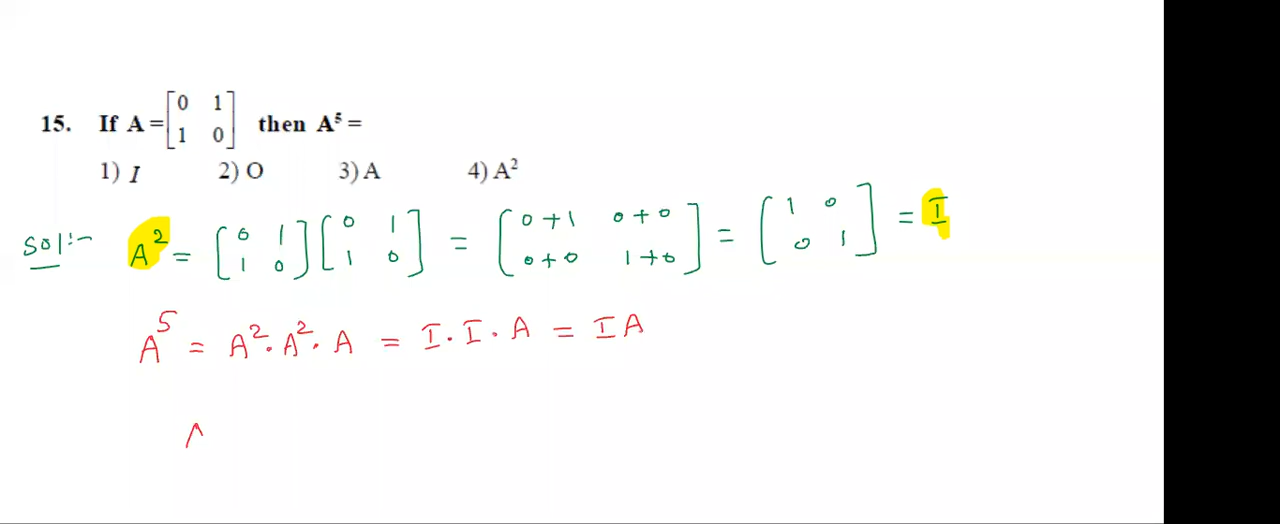 15. If A = [0 1; 1 0] then A⁵ =
1) I 2) O 3) A 4) A²
Sol:- A² = [0 1; 1 0] [0 1; 1 0] = [0+1 0+0; 0+0 1+0] = [1 0; 0 1] = I
A⁵ = A².A².A = I.I.A = IA